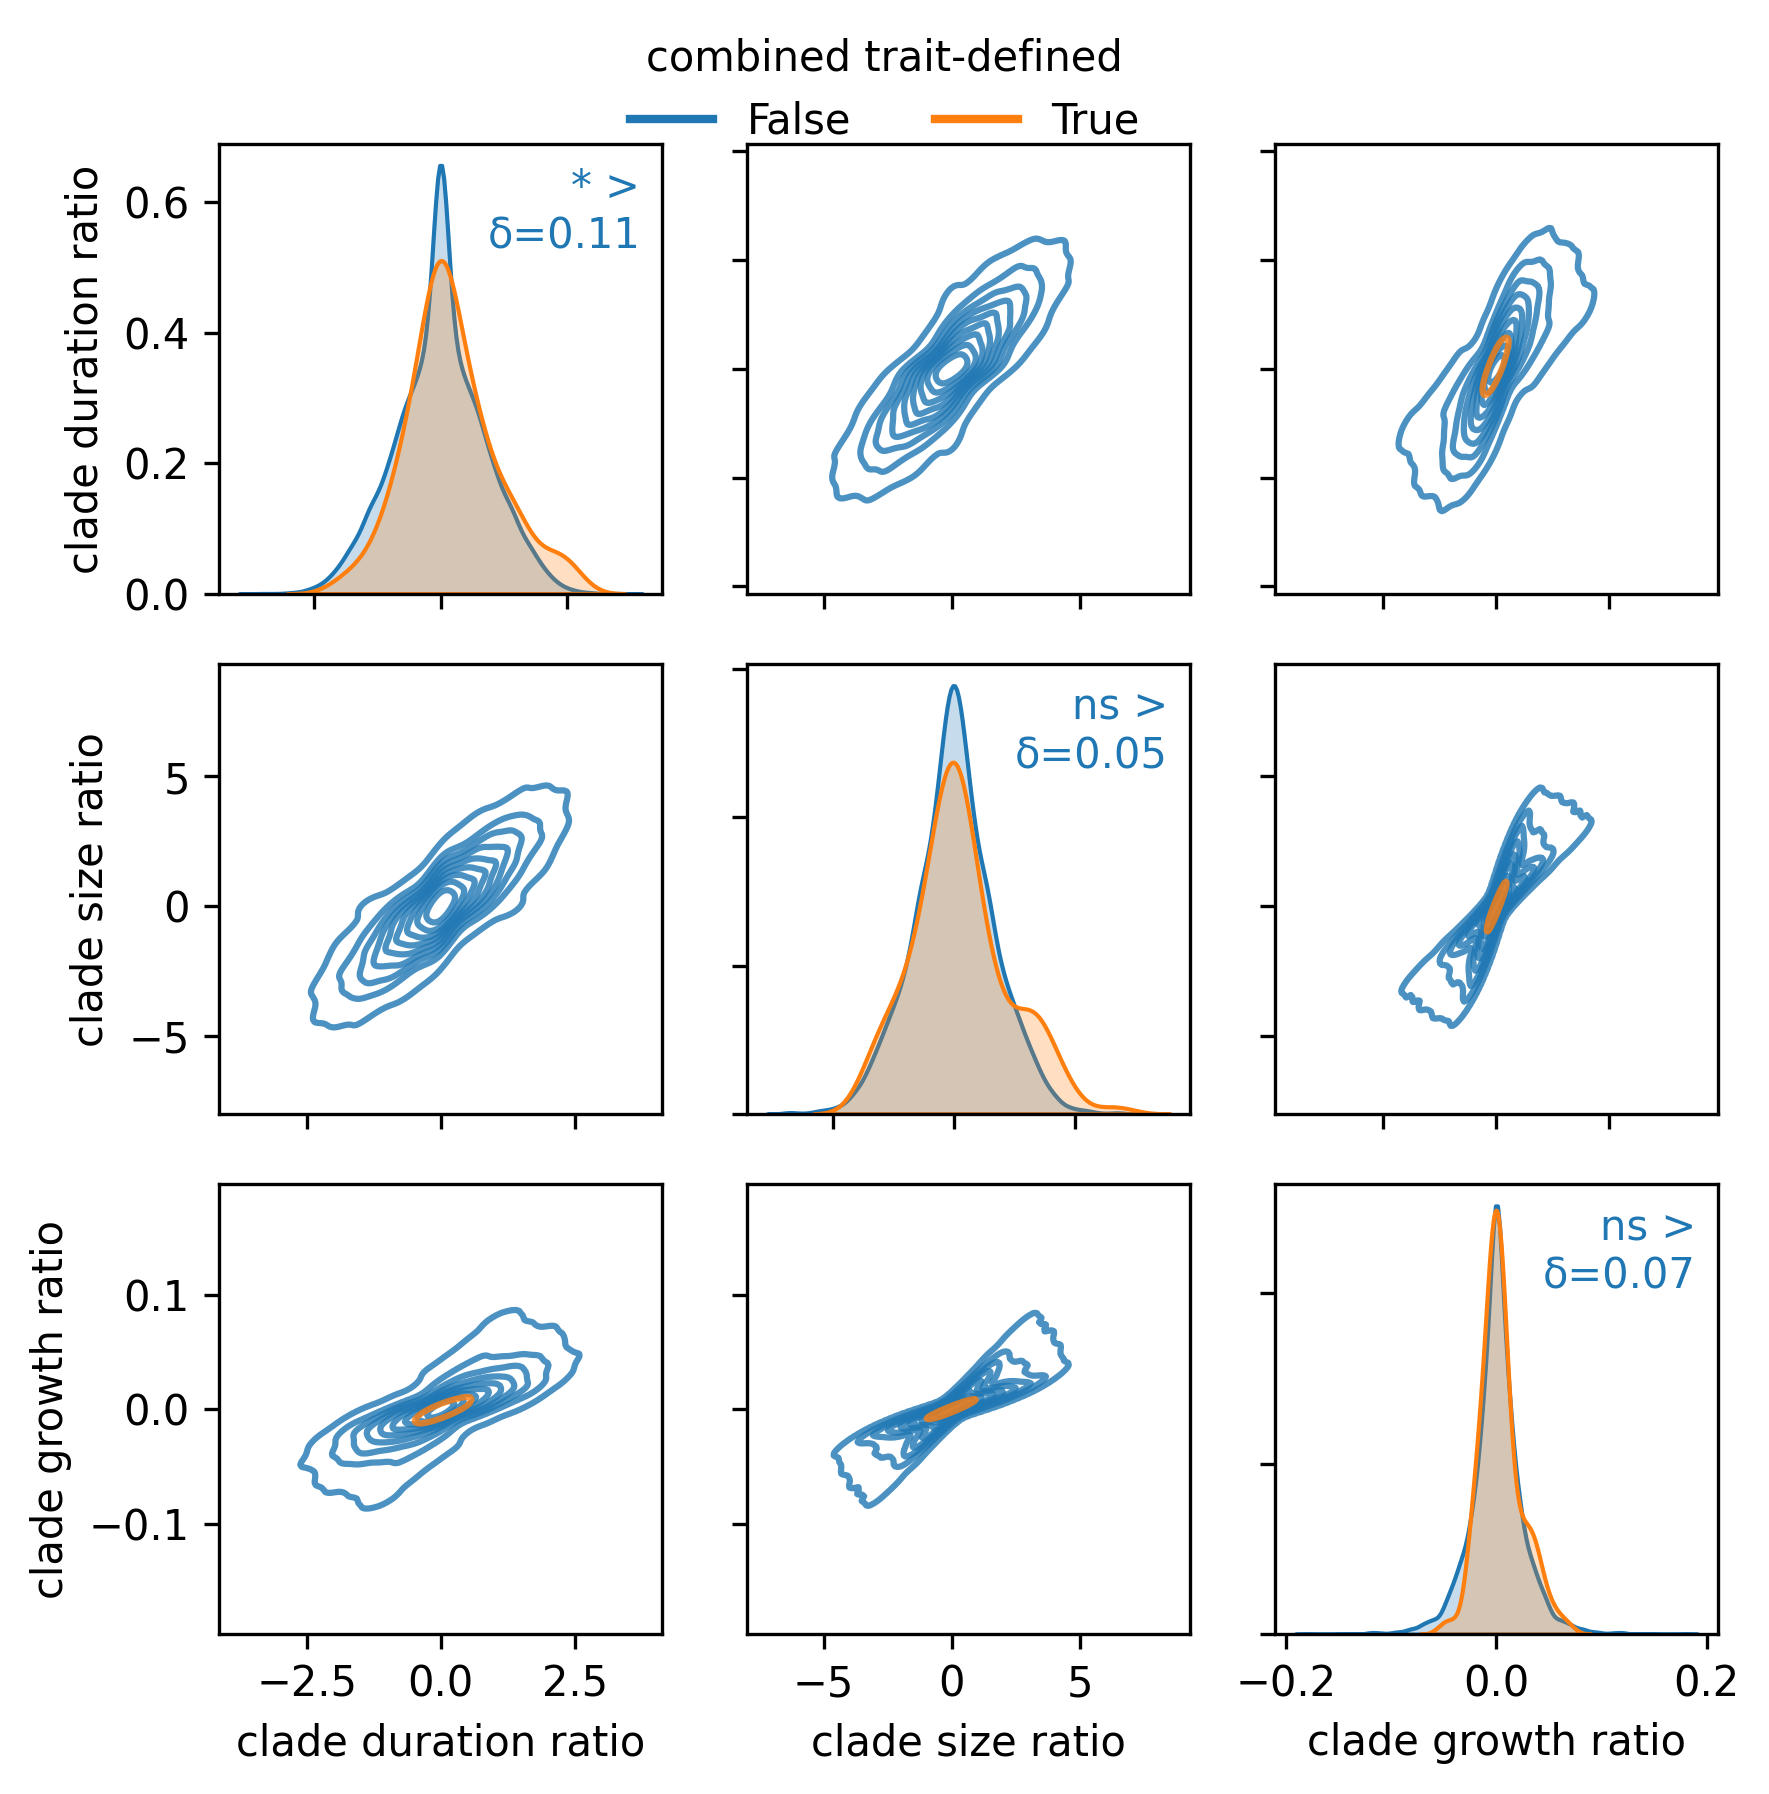 combined trait-defined
False True
clade duration ratio
0.6
0.4
0.2
0.0
* >
δ=0.11
clade size ratio
5
0
−5
ns >
δ=0.05
clade growth ratio
0.1
0.0
−0.1
ns >
δ=0.07
−2.5 0.0 2.5
−5 0 5
−0.2 0.0 0.2
clade duration ratio
clade size ratio
clade growth ratio